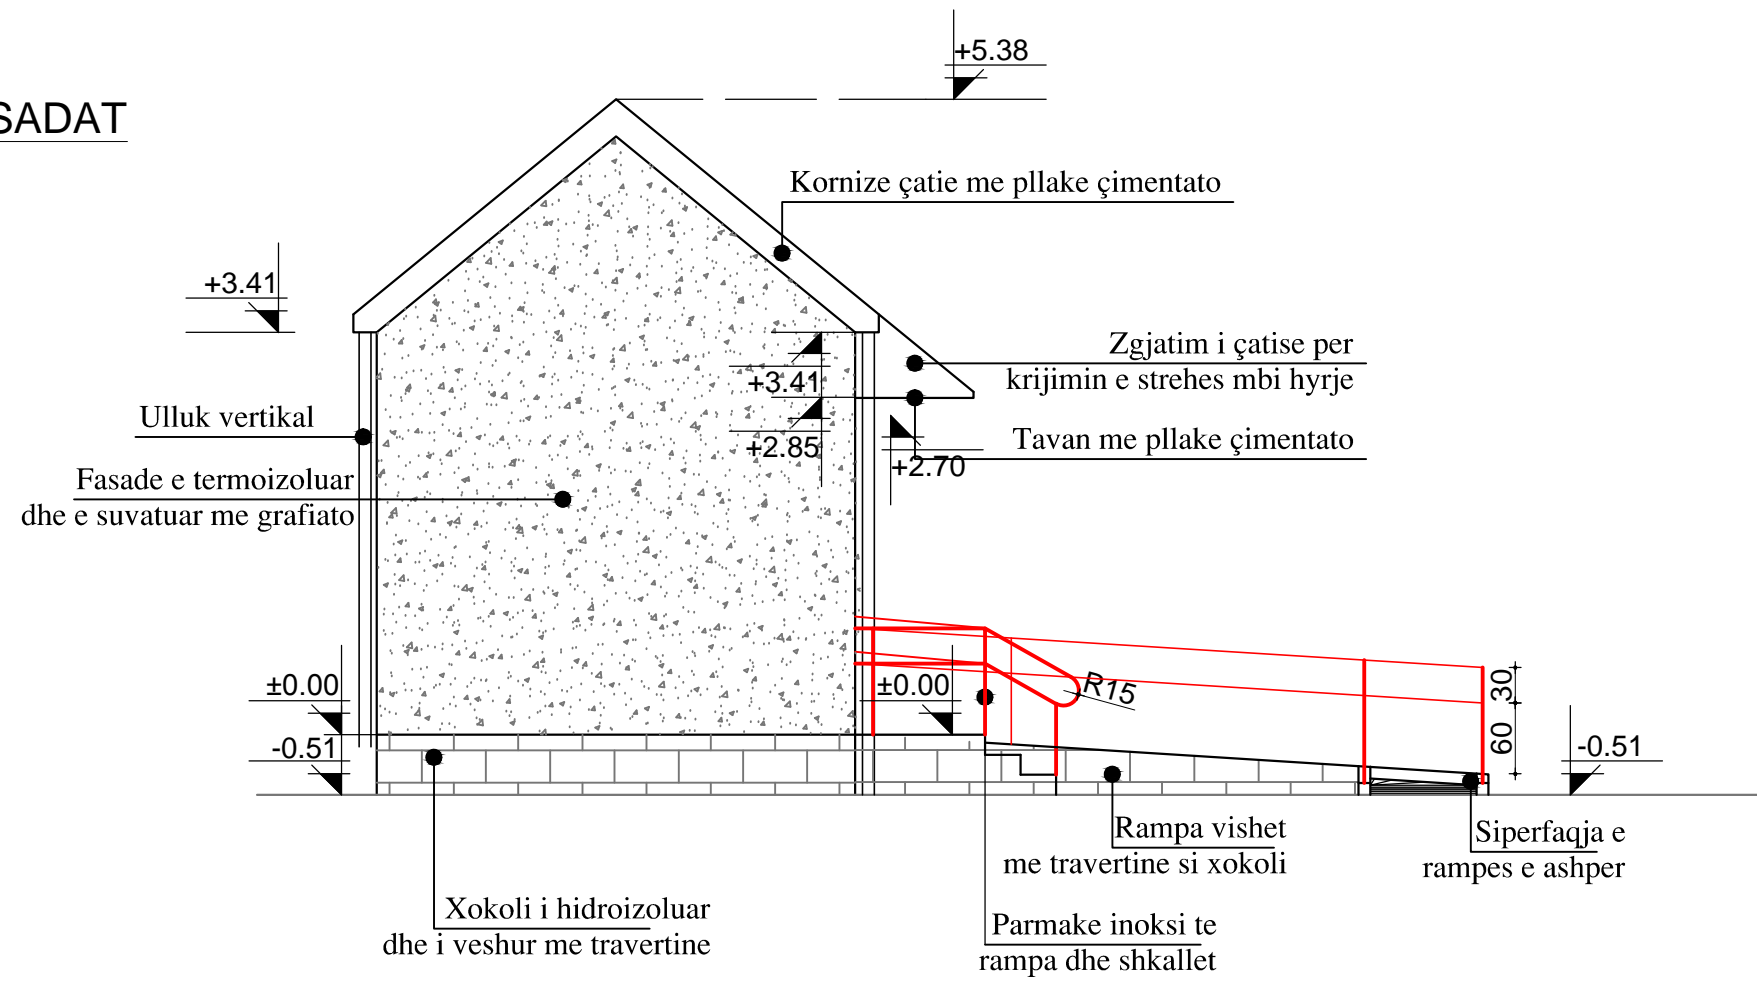 SADAT
+5.38
Kornize çatie me pllake çimentato
+3.41
Zgjatim i çatise per
krijimin e strehes mbi hyrje
+3.41
Ulluk vertikal
+2.85
Tavan me pllake çimentato
+2.70
Fasade e termoizoluar
dhe e suvatuar me grafiato
±0.00
±0.00
R15
30
60
-0.51
-0.51
Rampa vishet
me travertine si xokoli
Siperfaqja e
rampes e ashper
Xokoli i hidroizoluar
dhe i veshur me travertine
Parmake inoksi te
rampa dhe shkallet